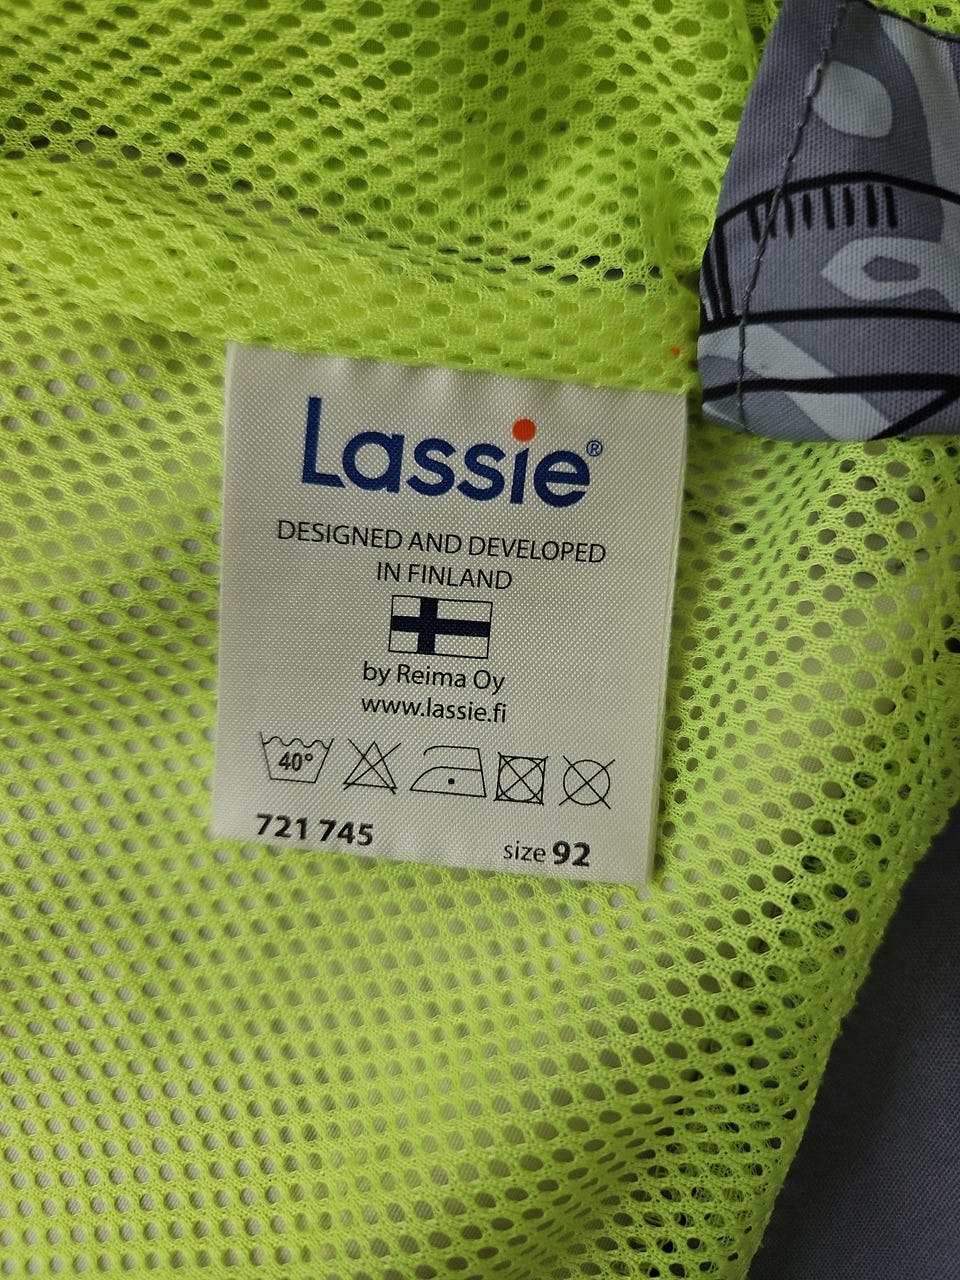 Lassie®
DESIGNED AND DEVELOPED
IN FINLAND
by Reima Oy
www.lassie.fi
40°
721 745 size 92